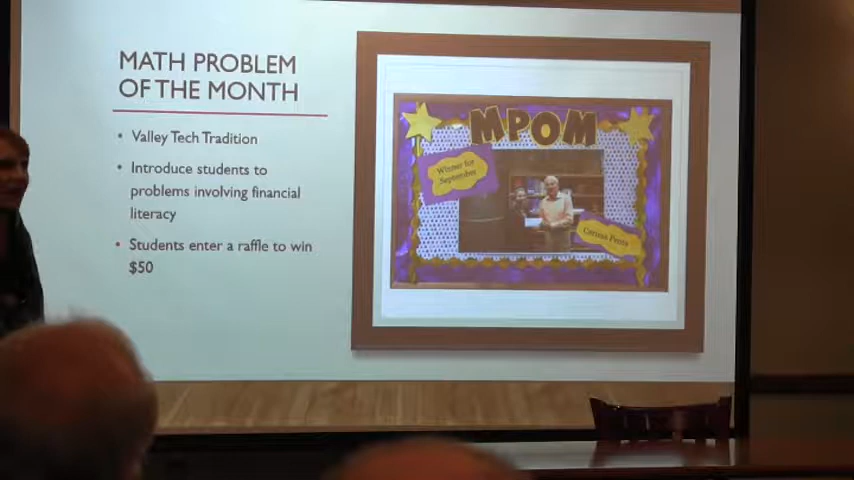 MATH PROBLEM
OF THE MONTH
• Valley Tech Tradition
• Introduce students to
problems involving financial
literacy
• Students enter a raffle to win
$50
MPOM
Winner for
September